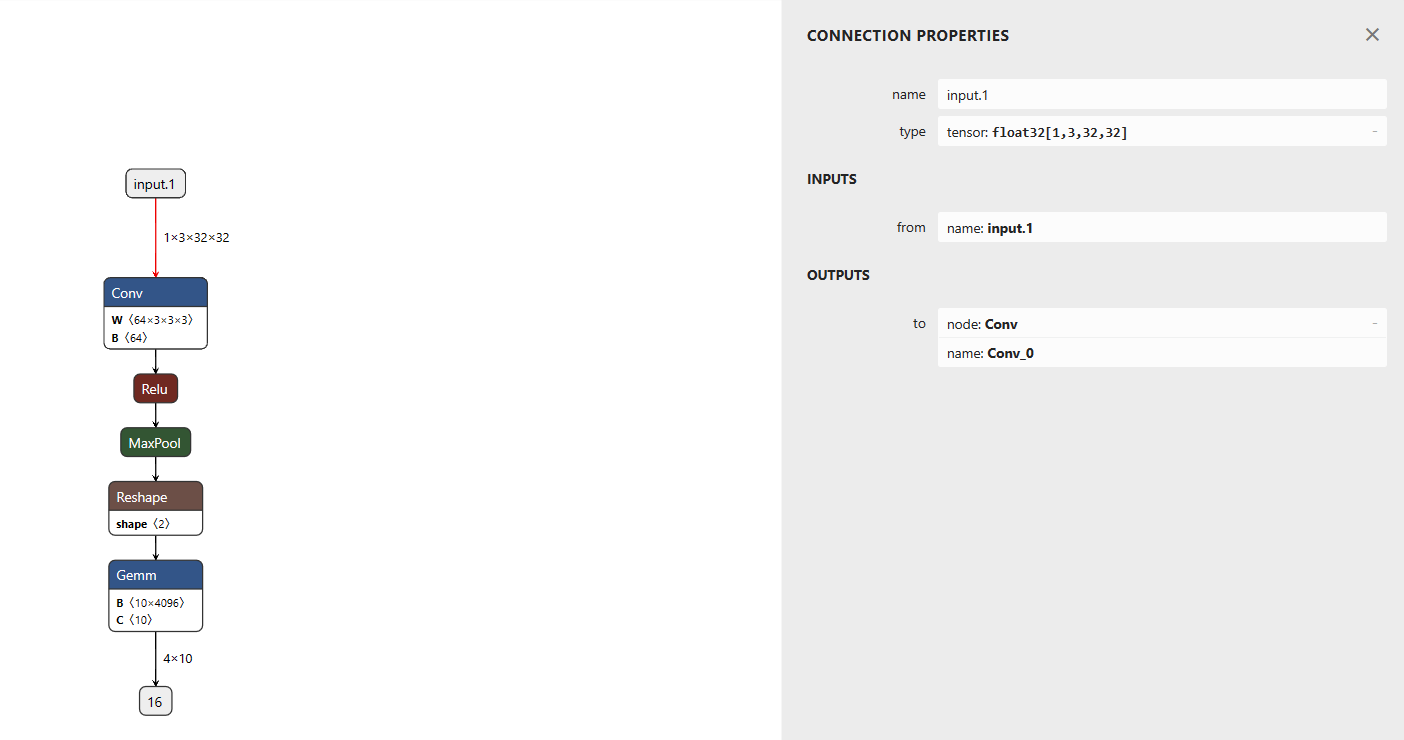 input.1
1×3×32×32
Conv
W 〈64×3×3×3〉
B 〈64〉
Relu
MaxPool
Reshape
shape 〈2〉
Gemm
B 〈10×4096〉
C 〈10〉
4×10
16
CONNECTION PROPERTIES
×
name input.1
type tensor: float32[1,3,32,32] -
INPUTS
from name: input.1
OUTPUTS
to node: Conv -
name: Conv_0